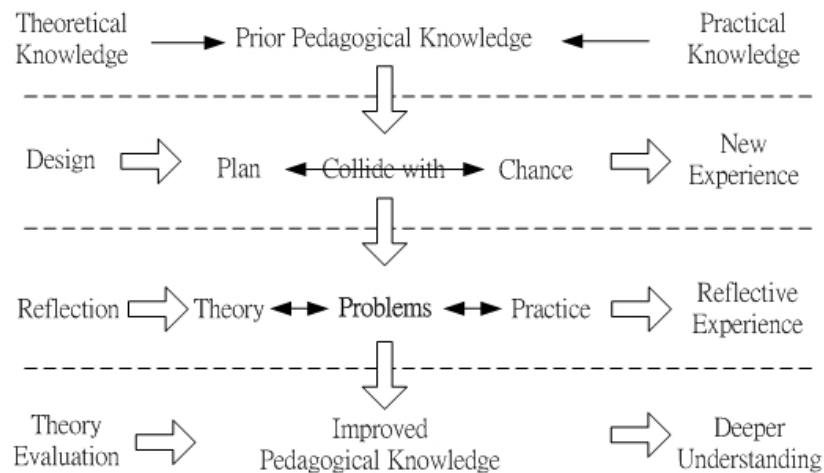 Theoretical
Knowledge
Prior Pedagogical Knowledge
Practical
Knowledge
Design
Plan
Collide with
Chance
New
Experience
Reflection
Theory
Problems
Practice
Reflective
Experience
Theory
Evaluation
Improved
Pedagogical Knowledge
Deeper
Understanding